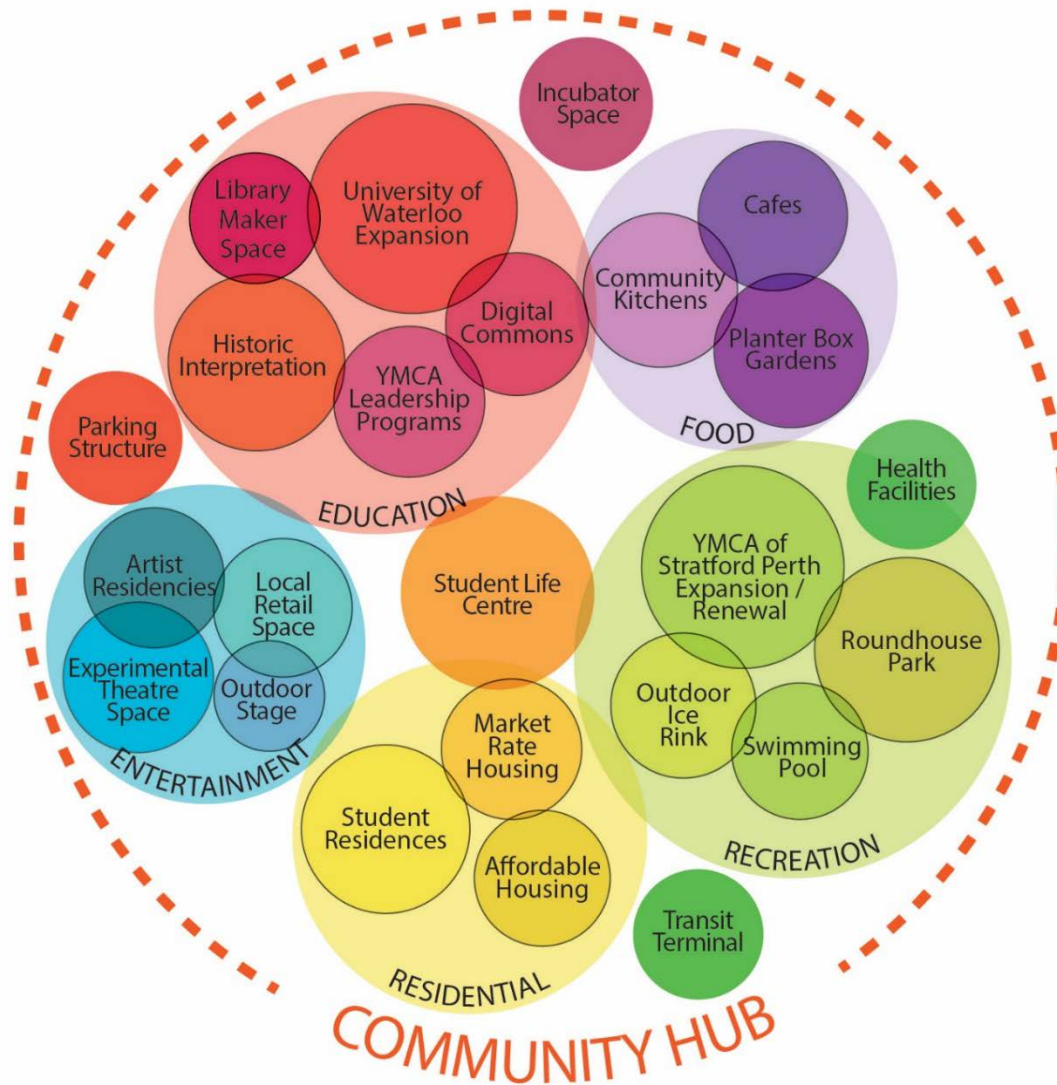 Incubator
Space
Library
Maker
Space
University of
Waterloo
Expansion
Digital
Commons
Historic
Interpretation
YMCA
Leadership
Programs
EDUCATION
Cafes
Community
Kitchens
Planter Box
Gardens
FOOD
Parking
Structure
Health
Facilities
Artist
Residencies
Local
Retail
Space
Experimental
Theatre
Space
Outdoor
Stage
ENTERTAINMENT
Student Life
Centre
YMCA of
Stratford Perth
Expansion /
Renewal
Roundhouse
Park
Outdoor
Ice
Rink
Swimming
Pool
RECREATION
Market
Rate
Housing
Student
Residences
Affordable
Housing
RESIDENTIAL
Transit
Terminal
COMMUNITY HUB